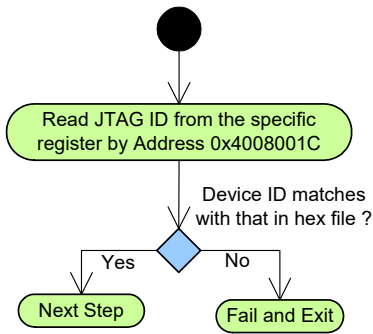 Read JTAG ID from the specific
register by Address 0x4008001C
Device ID matches
with that in hex file ?
Yes
No
Next Step
Fail and Exit